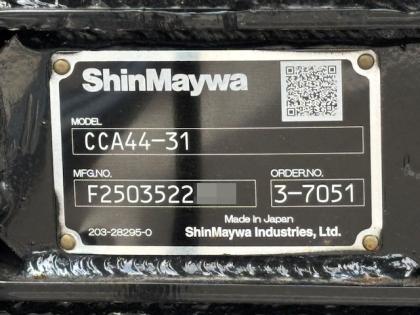 ShinMaywa
MODEL
CCA44-31
MFG.NO. ORDER.NO.
F2503522 3-7051
Made in Japan
203-28295-0 ShinMaywa Industries, Ltd.